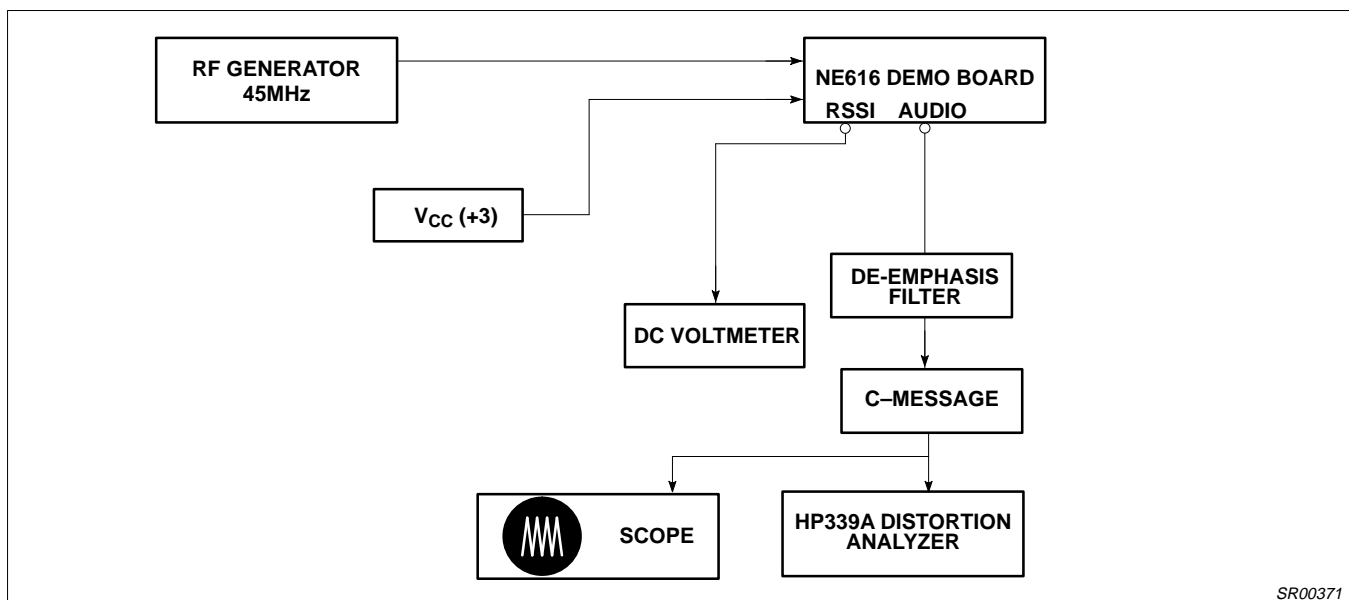 RF GENERATOR
45MHz
NE616 DEMO BOARD
RSSI AUDIO
VCC (+3)
DE-EMPHASIS
FILTER
DC VOLTMETER
C–MESSAGE
SCOPE
HP339A DISTORTION
ANALYZER
SR00371